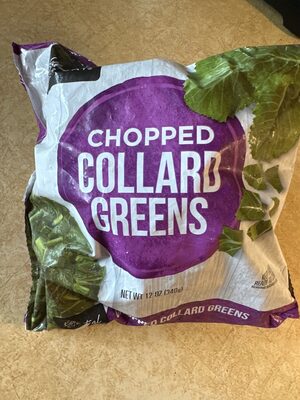 CHOPPED
COLLARD
GREENS
NET WT 12 OZ (340g)
COLLARD GREENS